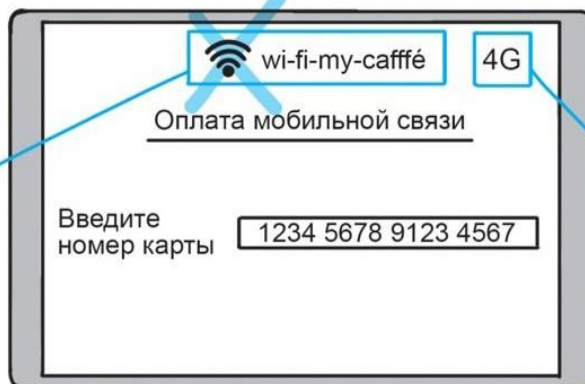 wi-fi-my-cafffé 4G
Оплата мобильной связи
Введите
номер карты
1234 5678 9123 4567